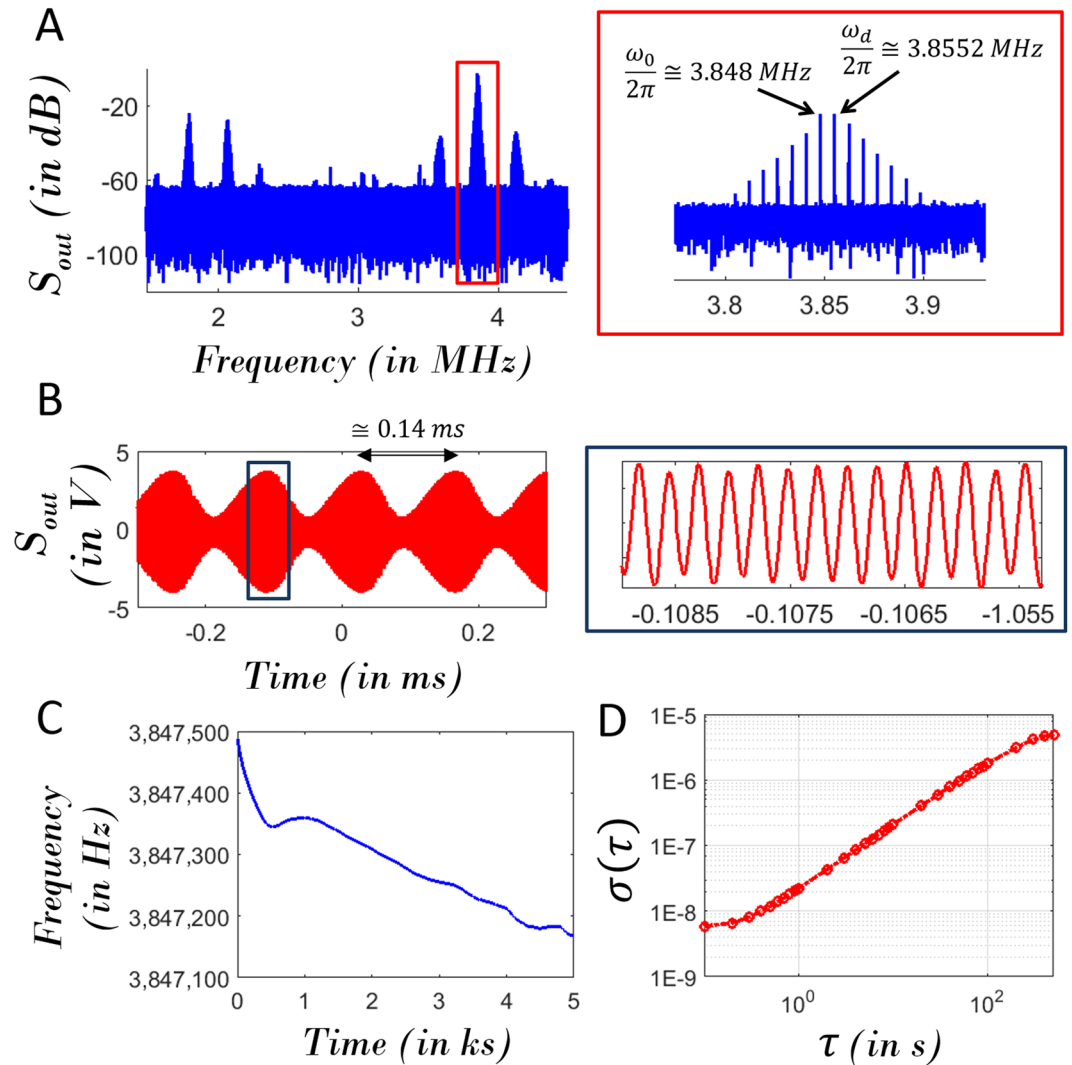 A
S_out (in dB)
-20
-60
-100
2 3 4
Frequency (in MHz)
ω_0/2π ≅ 3.848 MHz
ω_d/2π ≅ 3.8552 MHz
3.8 3.85 3.9
B
≅ 0.14 ms
S_out
(in V)
5
0
-5
-0.2 0 0.2
Time (in ms)
-0.1085 -0.1075 -0.1065 -1.055
C
Frequency
(in Hz)
3,847,500
3,847,400
3,847,300
3,847,200
3,847,100
0 1 2 3 4 5
Time (in ks)
D
σ(τ)
1E-5
1E-6
1E-7
1E-8
1E-9
10^0 10^2
τ (in s)